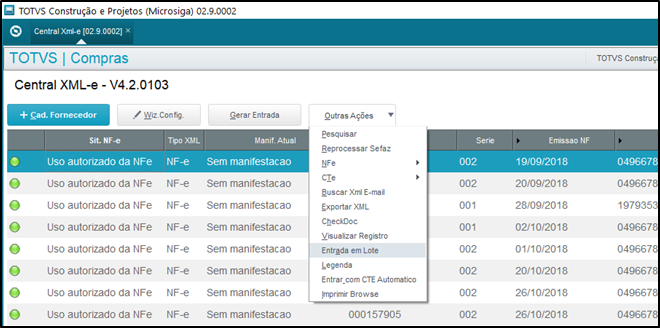 TOTVS Construção e Projetos (Microsiga) 02.9.0002
Central Xml-e [02.9.0002] ×
TOTVS | Compras TOTVS Construç
Central XML-e - V4.2.0103
+ Cad. Fornecedor Wiz.Config. Gerar Entrada Outras Ações
Sit. NF-e Tipo XML Manif. Atual Serie Emissao NF
Uso autorizado da NFe NF-e Sem manifestacao 002 19/09/2018 0496678
Uso autorizado da NFe NF-e Sem manifestacao 002 20/09/2018 0496678
Uso autorizado da NFe NF-e Sem manifestacao 001 28/09/2018 1979353
Uso autorizado da NFe NF-e Sem manifestacao 001 02/10/2018 0496678
Uso autorizado da NFe NF-e Sem manifestacao 002 01/10/2018 0496678
Uso autorizado da NFe NF-e Sem manifestacao 002 20/10/2018 0496678
Uso autorizado da NFe NF-e Sem manifestacao 002 26/10/2018 0496678
Uso autorizado da NFe NF-e Sem manifestacao 000157905 002 26/10/2018 0496678
Pesquisar
Reprocessar Sefaz
NFe
CTe
Buscar Xml E-mail
Exportar XML
CheckDoc
Visualizar Registro
Entrada em Lote
Legenda
Entrar com CTE Automatico
Imprimir Browse